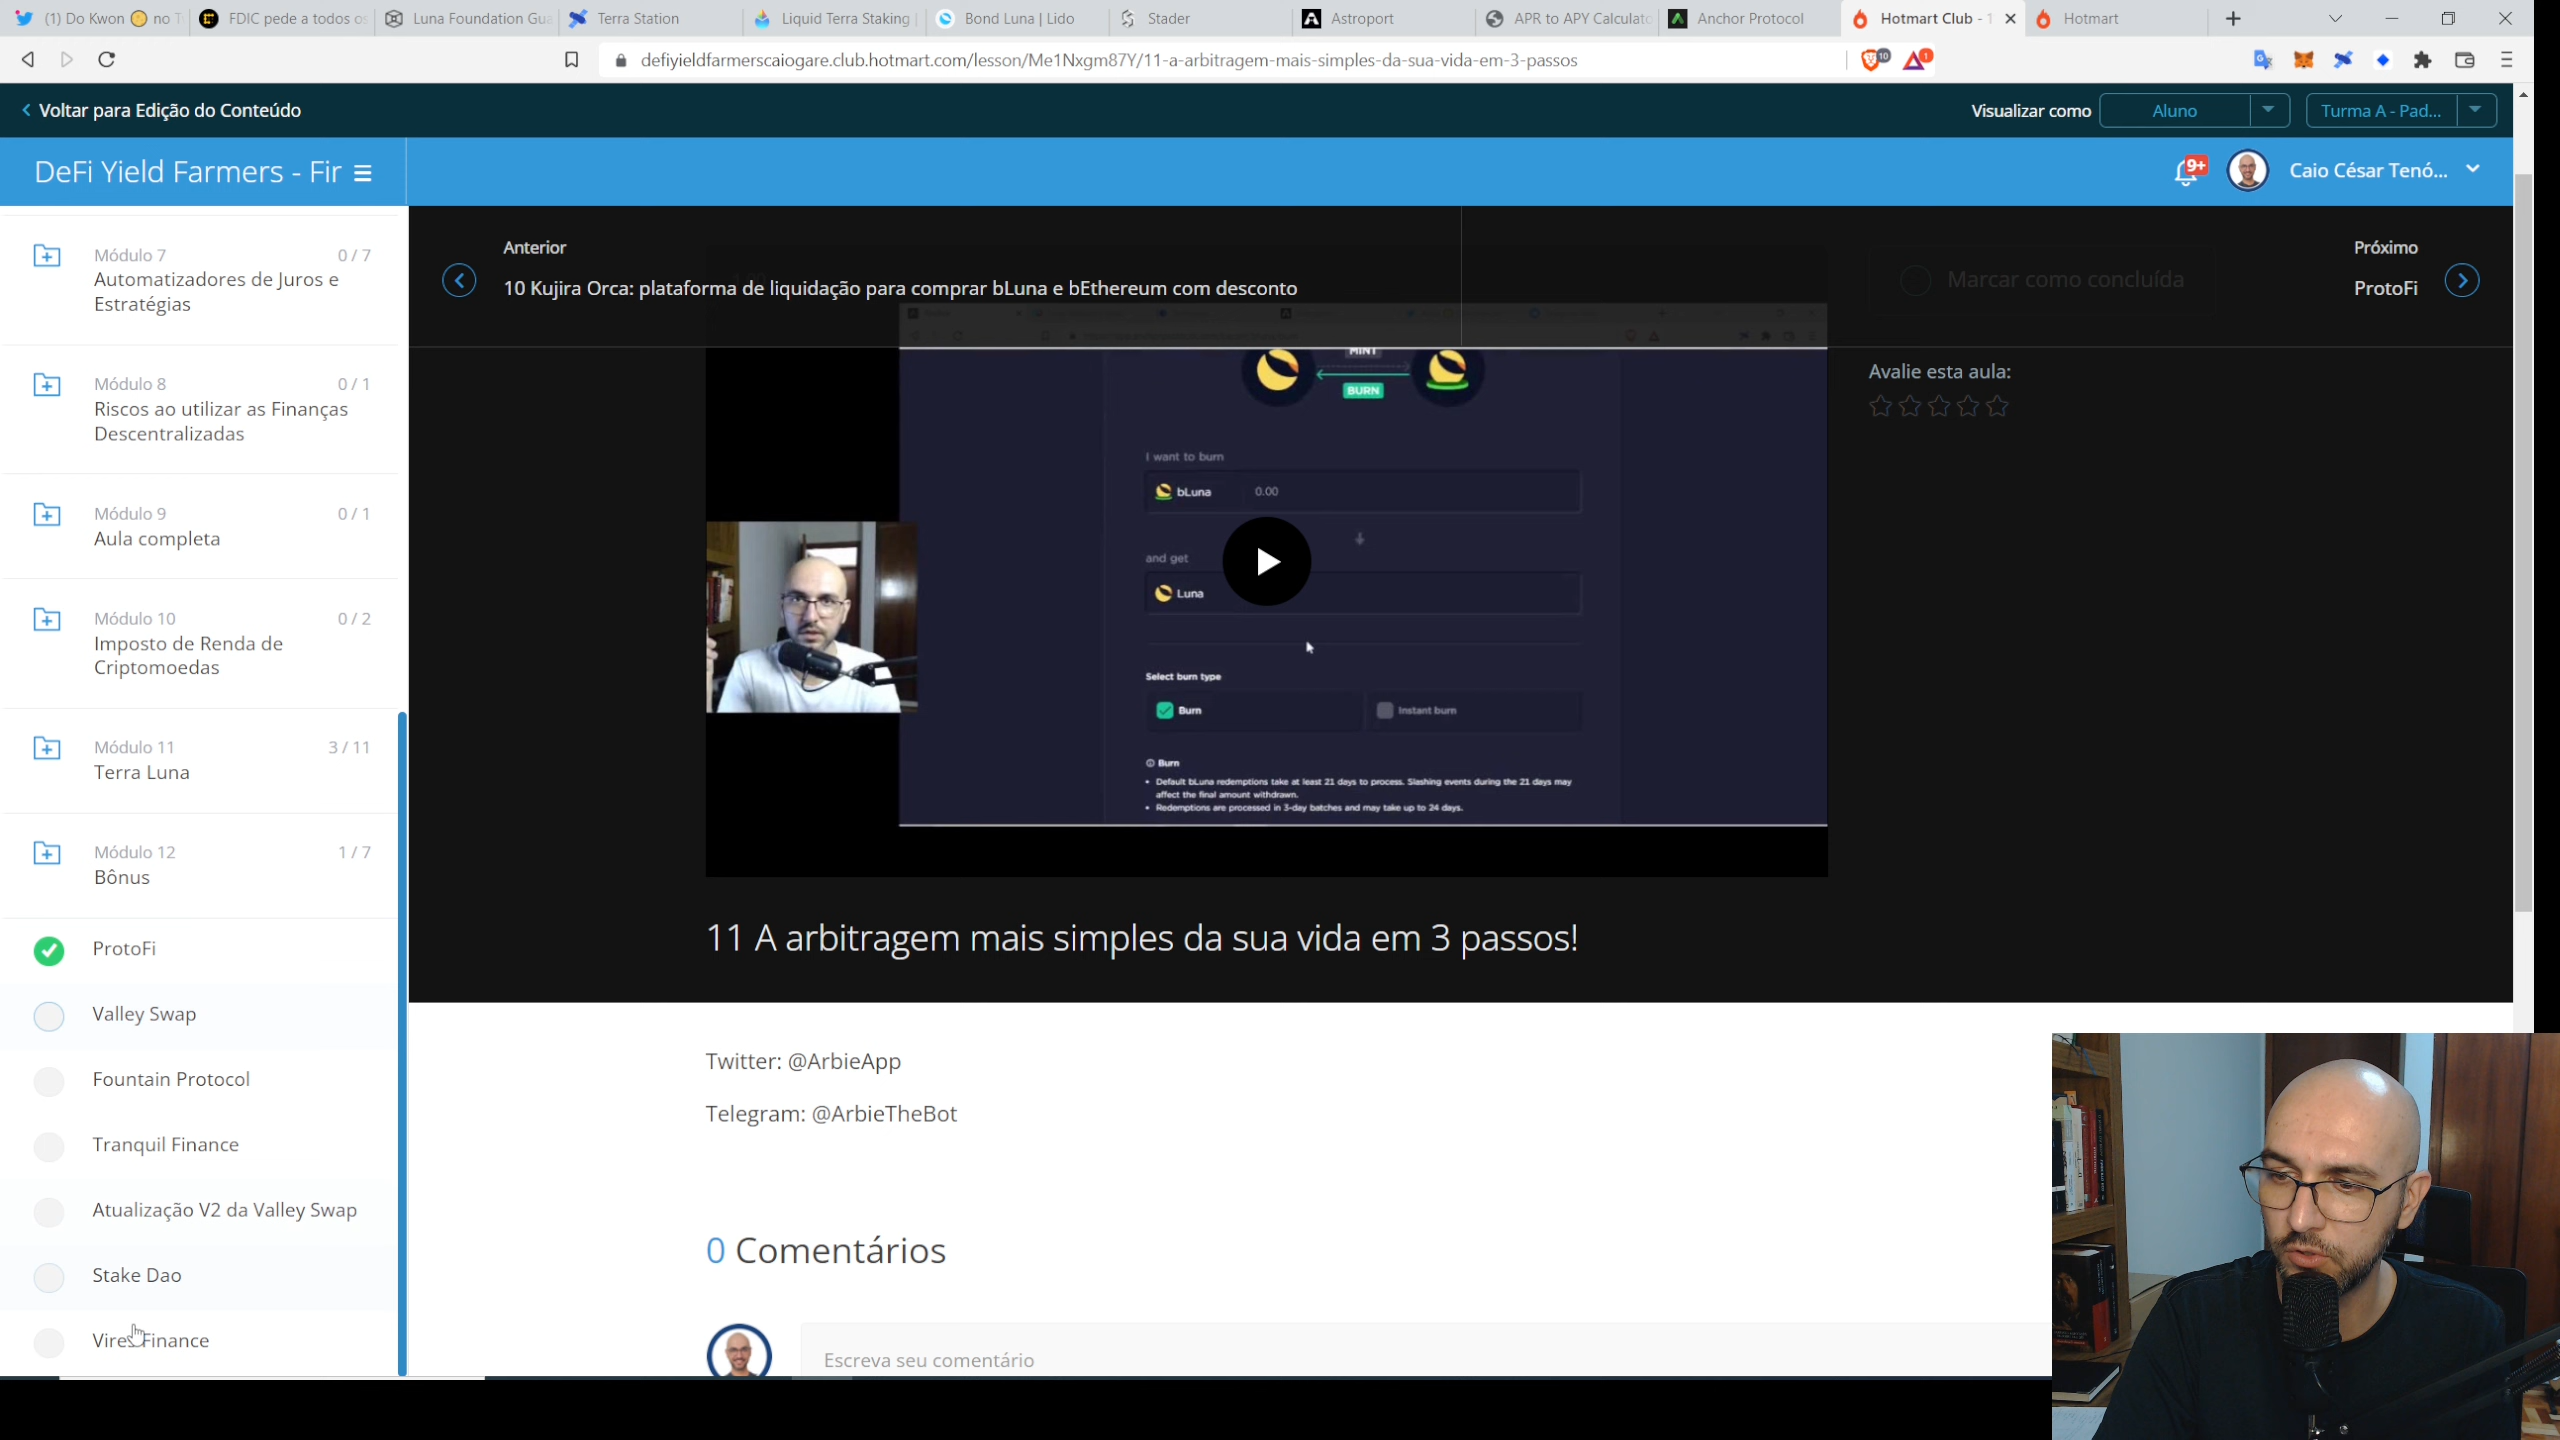 (1) Do Kwon
no T
FDIC pede a todos os
Luna Foundation Gua
Terra Station
Liquid Terra Staking
Bond Luna | Lido
Stader
Astroport
APR to APY Calculato
Anchor Protocol
Hotmart Club - 1
Hotmart
defiyieldfarmerscaiogare.club.hotmart.com/lesson/Me1Nxgm87Y/11-a-arbitragem-mais-simples-da-sua-vida-em-3-passos
10
1
Voltar para Edição do Conteúdo
Visualizar como
Aluno
Turma A - Pad...
DeFi Yield Farmers - Fir
9+
Caio César Tenó...
Módulo 7
0 / 7
Automatizadores de Juros e
Estratégias
Módulo 8
0 / 1
Riscos ao utilizar as Finanças
Descentralizadas
Módulo 9
0 / 1
Aula completa
Módulo 10
0 / 2
Imposto de Renda de
Criptomoedas
Módulo 11
3 / 11
Terra Luna
Módulo 12
1 / 7
Bônus
ProtoFi
Valley Swap
Fountain Protocol
Tranquil Finance
Atualização V2 da Valley Swap
Stake Dao
Vires Finance
Anterior
10 Kujira Orca: plataforma de liquidação para comprar bLuna e bEthereum com desconto
Marcar como concluída
Próximo
ProtoFi
Avalie esta aula:
MINT
BURN
I want to burn
bLuna
0.00
and get
Luna
Select burn type
Burn
Instant burn
Burn
• Default bLuna redemptions take at least 21 days to process. Slashing events during the 21 days may
affect the final amount withdrawn.
• Redemptions are processed in 3-day batches and may take up to 24 days.
11 A arbitragem mais simples da sua vida em 3 passos!
Twitter: @ArbieApp
Telegram: @ArbieTheBot
0 Comentários
Escreva seu comentário